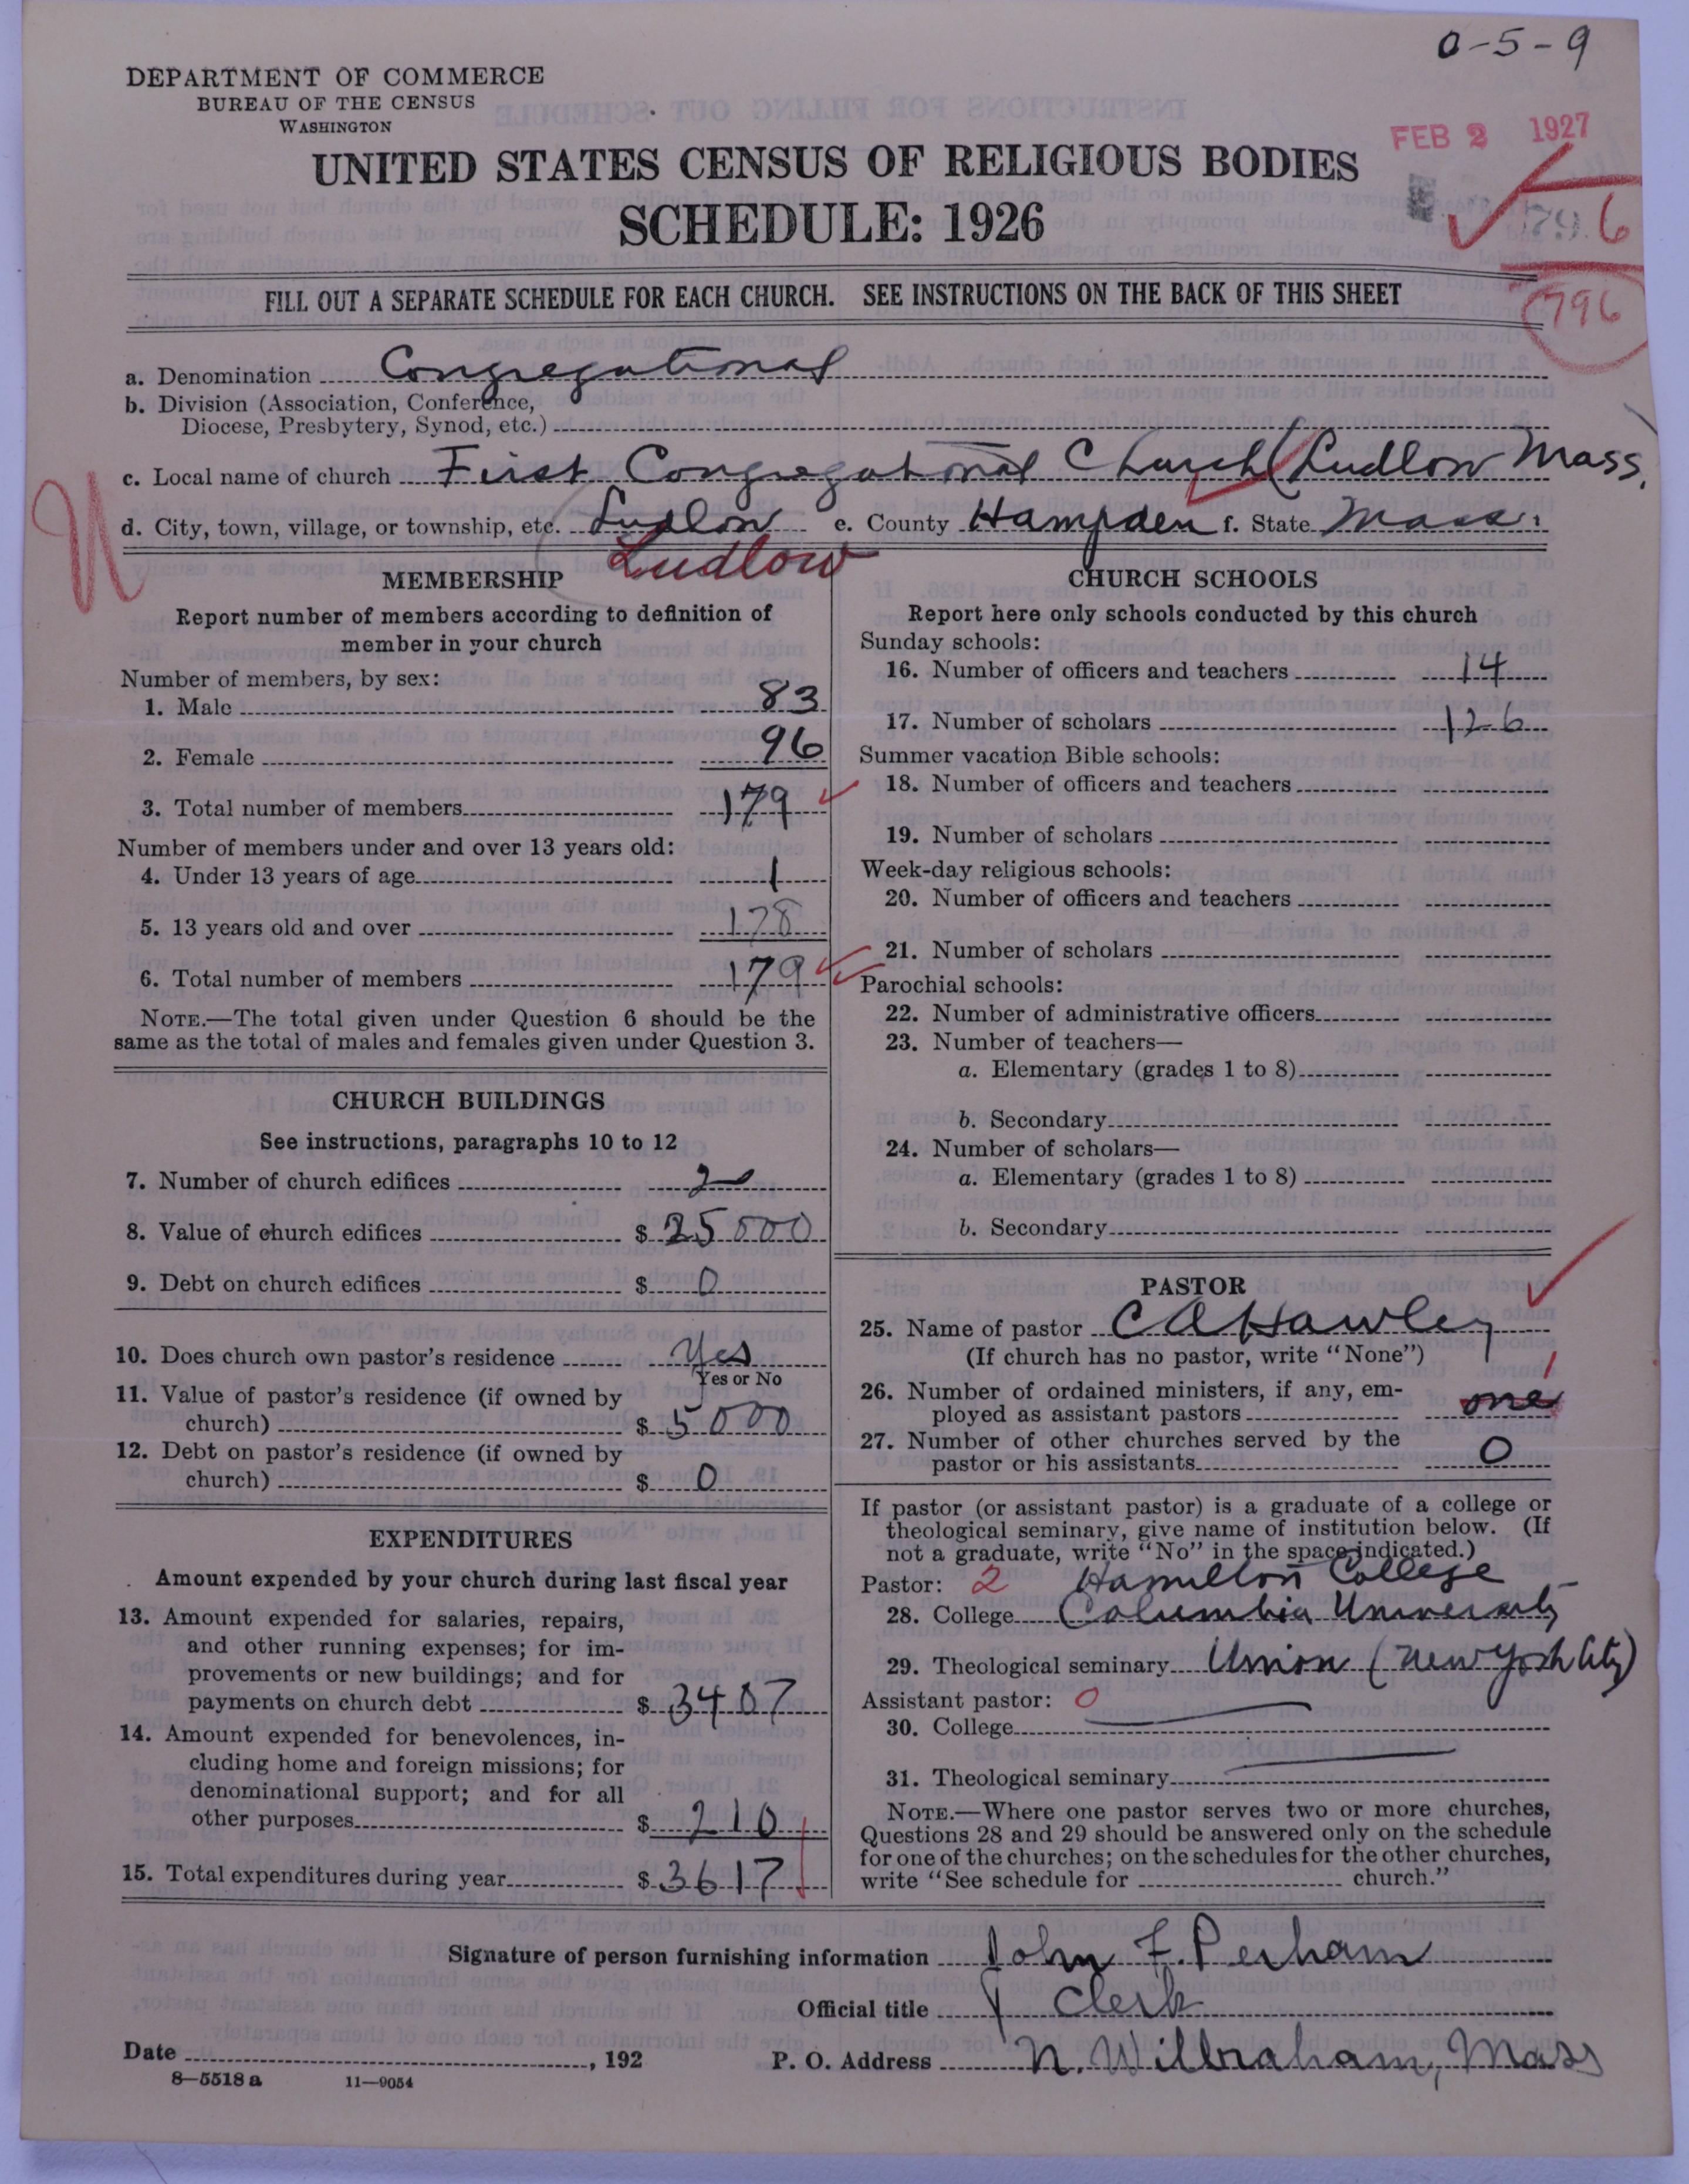 0-5-9
DEPARTMENT OF COMMERCE
BUREAU OF THE CENSUS
WASHINGTON
FEB 2 1927
UNITED STATES CENSUS OF RELIGIOUS BODIES
SCHEDULE: 1926
796
FILL OUT A SEPARATE SCHEDULE FOR EACH CHURCH. SEE INSTRUCTIONS ON THE BACK OF THIS SHEET
796
a. Denomination Congregational
b. Division (Association, Conference,
Diocese, Presbytery, Synod, etc.)
c. Local name of church First Congregational Church (Ludlow Mass.)
d. City, town, village, or township, etc. Ludlow e. County Hampden f. State Mass.
Ludlow
MEMBERSHIP
Report number of members according to definition of
member in your church
Number of members, by sex:
1. Male 83
2. Female 96
3. Total number of members 179
Number of members under and over 13 years old:
4. Under 13 years of age 1
5. 13 years old and over 178
6. Total number of members 179
NOTE.—The total given under Question 6 should be the
same as the total of males and females given under Question 3.
CHURCH BUILDINGS
See instructions, paragraphs 10 to 12
7. Number of church edifices 2
8. Value of church edifices $ 25000
9. Debt on church edifices $ 0
10. Does church own pastor's residence Yes
Yes or No
11. Value of pastor's residence (if owned by
church) $ 5000
12. Debt on pastor's residence (if owned by
church) $ 0
EXPENDITURES
Amount expended by your church during last fiscal year
13. Amount expended for salaries, repairs,
and other running expenses; for im-
provements or new buildings; and for
payments on church debt $ 3407
14. Amount expended for benevolences, in-
cluding home and foreign missions; for
denominational support; and for all
other purposes $ 210
15. Total expenditures during year $ 3617
CHURCH SCHOOLS
Report here only schools conducted by this church
Sunday schools:
16. Number of officers and teachers 14
17. Number of scholars 126
Summer vacation Bible schools:
18. Number of officers and teachers
19. Number of scholars
Week-day religious schools:
20. Number of officers and teachers
21. Number of scholars
Parochial schools:
22. Number of administrative officers
23. Number of teachers—
a. Elementary (grades 1 to 8)
b. Secondary
24. Number of scholars—
a. Elementary (grades 1 to 8)
b. Secondary
PASTOR
25. Name of pastor C A Hawley
(If church has no pastor, write "None")
26. Number of ordained ministers, if any, em-
ployed as assistant pastors one
27. Number of other churches served by the
pastor or his assistants 0
If pastor (or assistant pastor) is a graduate of a college or
theological seminary, give name of institution below. (If
not a graduate, write "No" in the space indicated.)
Pastor: 2 Hamilton College
28. College Columbia University
29. Theological seminary Union (New York City)
Assistant pastor: 0
30. College
31. Theological seminary
NOTE.—Where one pastor serves two or more churches,
Questions 28 and 29 should be answered only on the schedule
for one of the churches; on the schedules for the other churches,
write "See schedule for church."
Signature of person furnishing information John F. Perham
Official title Clerk
Date , 192 P. O. Address N. Wilbraham, Mass
8—5518 a 11—9054